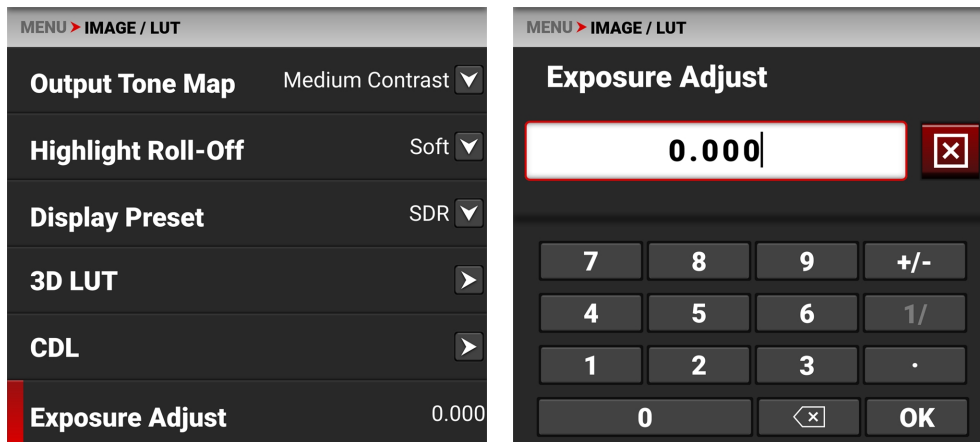 MENU IMAGE / LUT
Output Tone Map Medium Contrast
Highlight Roll-Off Soft
Display Preset SDR
3D LUT
CDL
Exposure Adjust 0.000
MENU IMAGE / LUT
Exposure Adjust
0.000
7 8 9 +/-
4 5 6 1/
1 2 3 .
0 OK